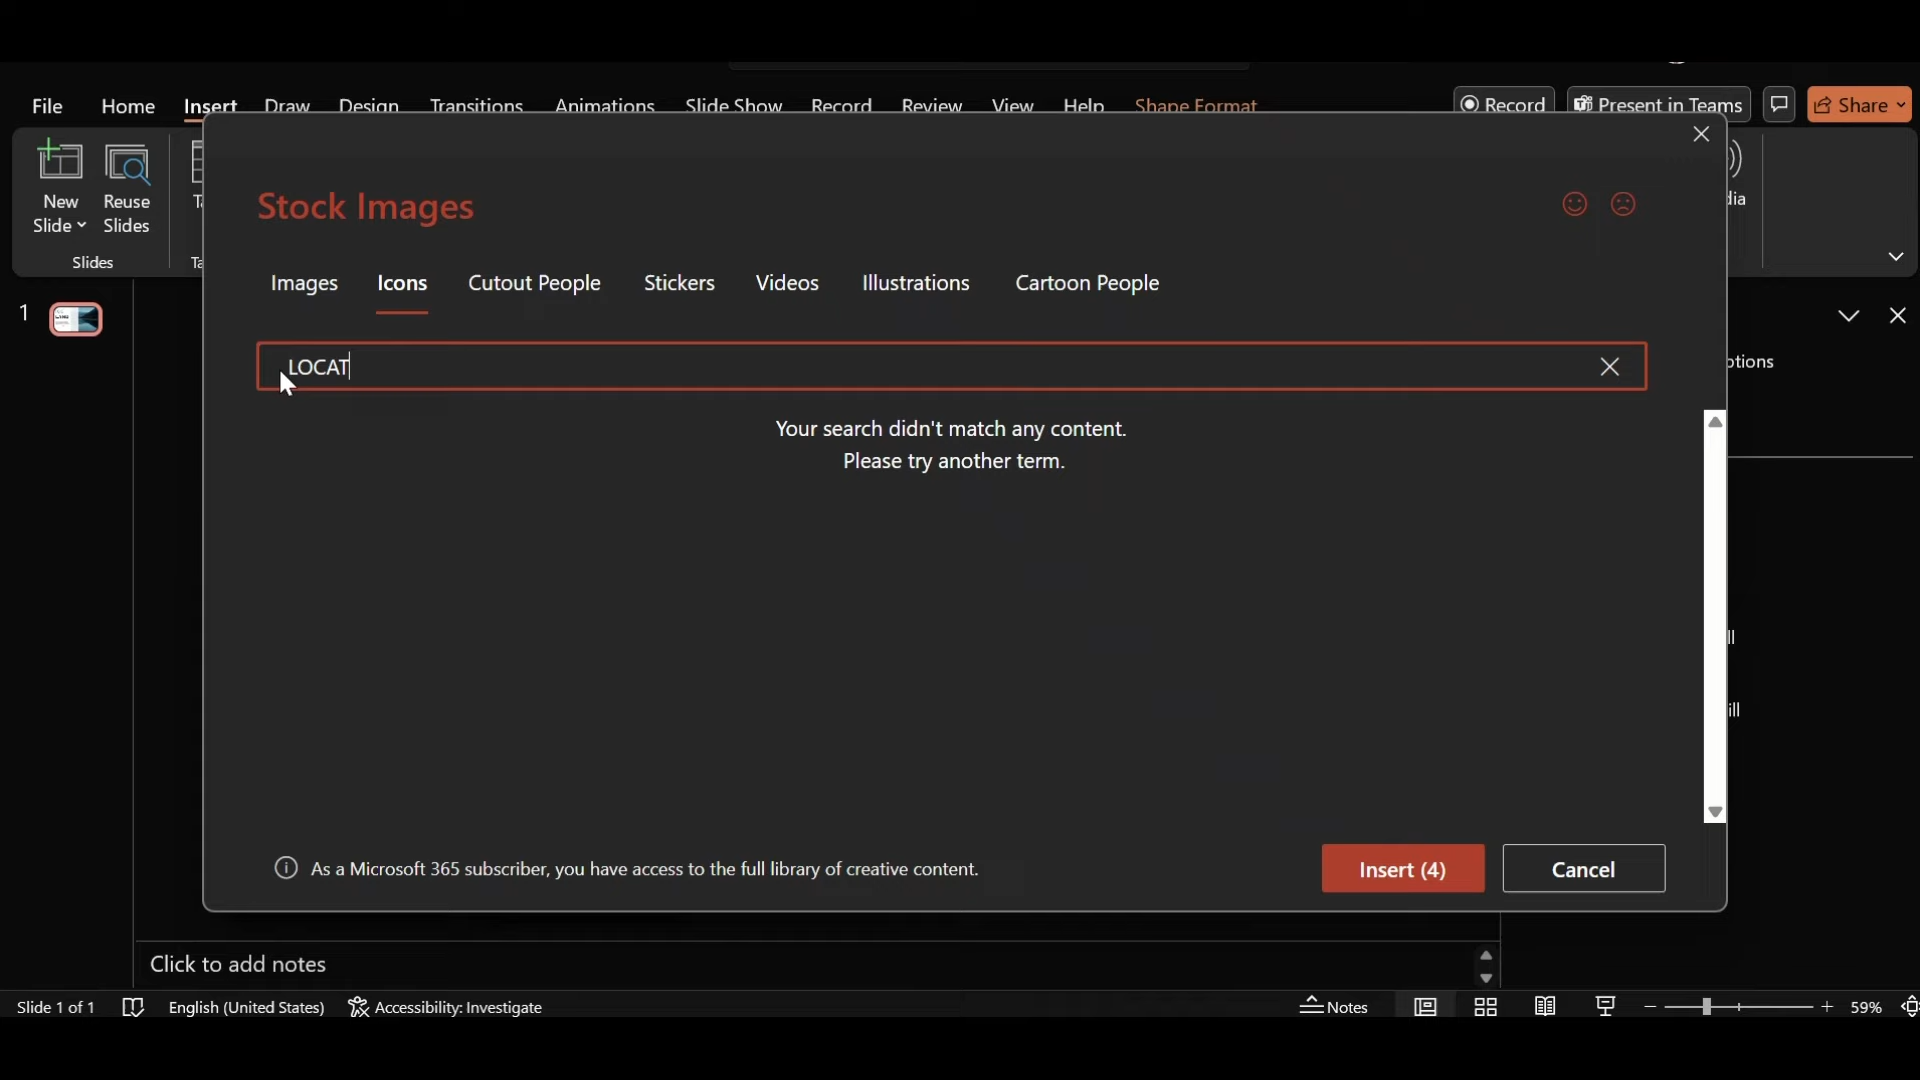 File Home Insert Draw Design Transitions Animations Slide Show Record Review View Help Shape Format Record Present in Teams Share
New Slide
Reuse Slides
Slides
Stock Images
Images Icons Cutout People Stickers Videos Illustrations Cartoon People
LOCAT
Your search didn't match any content.
Please try another term.
As a Microsoft 365 subscriber, you have access to the full library of creative content.
Insert (4) Cancel
1
Click to add notes
Slide 1 of 1 English (United States) Accessibility: Investigate Notes 59%